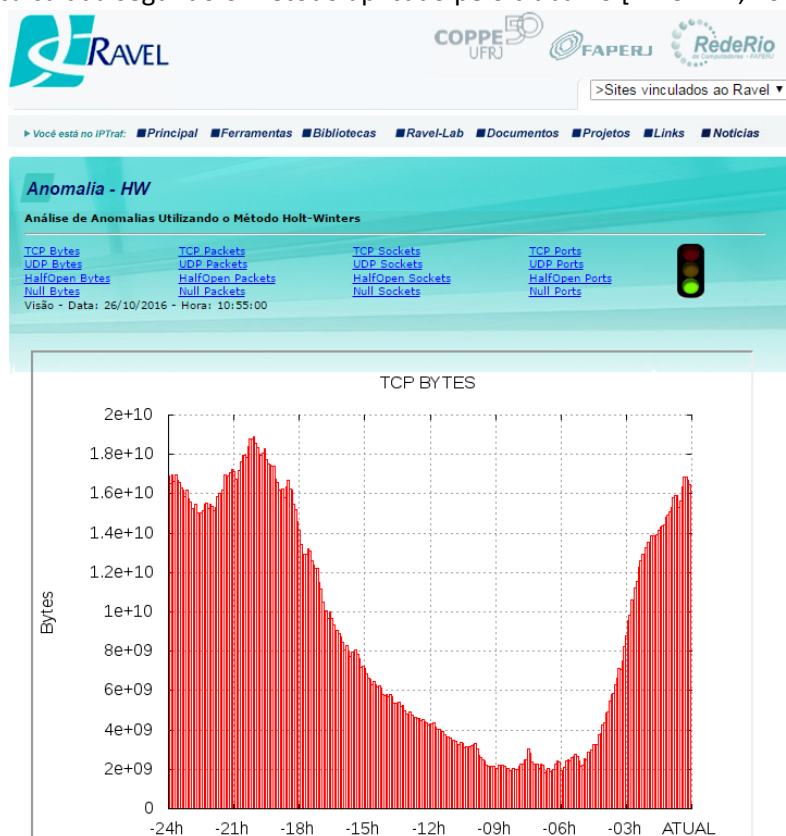 RAVEL
COPPE 50
UFRJ
FAPERJ
RedeRio
de Computadores - FAPERJ
>Sites vinculados ao Ravel
Você está no IPTraf: Principal Ferramentas Bibliotecas Ravel-Lab Documentos Projetos Links Noticias
Anomalia - HW
Análise de Anomalias Utilizando o Método Holt-Winters
TCP Bytes TCP Packets TCP Sockets TCP Ports
UDP Bytes UDP Packets UDP Sockets UDP Ports
HalfOpen Bytes HalfOpen Packets HalfOpen Sockets HalfOpen Ports
Null Bytes Null Packets Null Sockets Null Ports
Visão - Data: 26/10/2016 - Hora: 10:55:00
TCP BYTES
2e+10
1.8e+10
1.6e+10
1.4e+10
1.2e+10
1e+10
8e+09
6e+09
4e+09
2e+09
0
Bytes
-24h -21h -18h -15h -12h -09h -06h -03h ATUAL